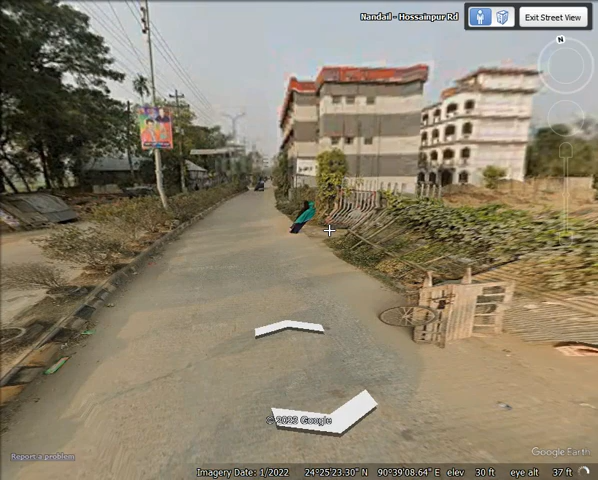 Nandail - Hossainpur Rd
Exit Street View
N
© 2023 Google
Report a problem
Google Earth
Imagery Date: 1/2022 24°25'23.30" N 90°39'08.64" E elev 30 ft eye alt 37 ft